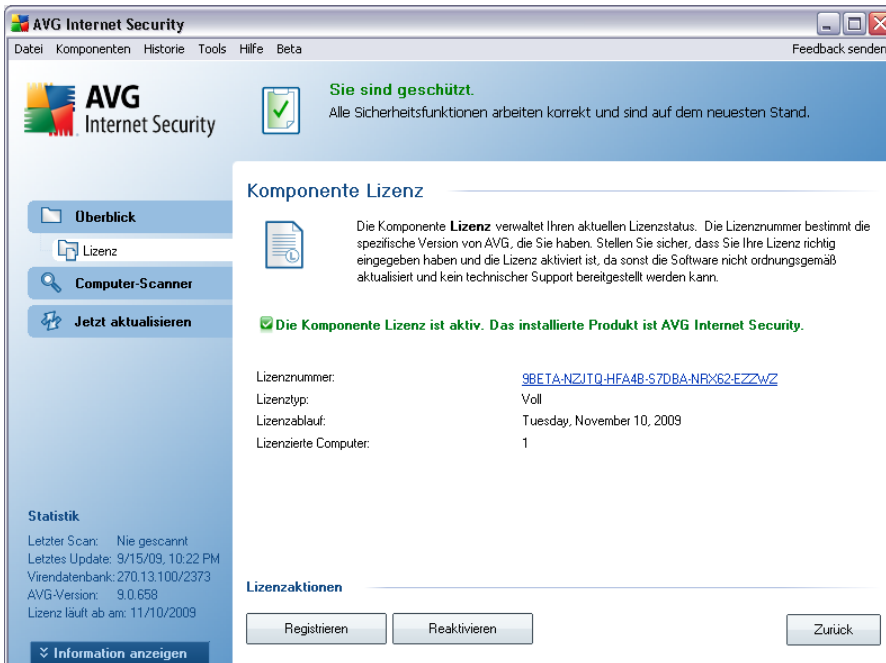 AVG Internet Security
Datei Komponenten Historie Tools Hilfe Beta Feedback senden
AVG
Internet Security
Sie sind geschützt.
Alle Sicherheitsfunktionen arbeiten korrekt und sind auf dem neuesten Stand.
Überblick
Lizenz
Computer-Scanner
Jetzt aktualisieren
Komponente Lizenz
Die Komponente Lizenz verwaltet Ihren aktuellen Lizenzstatus. Die Lizenznummer bestimmt die
spezifische Version von AVG, die Sie haben. Stellen Sie sicher, dass Sie Ihre Lizenz richtig
eingegeben haben und die Lizenz aktiviert ist, da sonst die Software nicht ordnungsgemäß
aktualisiert und kein technischer Support bereitgestellt werden kann.
Die Komponente Lizenz ist aktiv. Das installierte Produkt ist AVG Internet Security.
Lizenznummer: 9BETA-NZJTQ-HFA4B-S7DBA-NRX62-EZZWZ
Lizenztyp: Voll
Lizenzablauf: Tuesday, November 10, 2009
Lizenzierte Computer: 1
Statistik
Letzter Scan: Nie gescannt
Letztes Update: 9/15/09, 10:22 PM
Virendatenbank: 270.13.100/2373
AVG-Version: 9.0.658
Lizenz läuft ab am: 11/10/2009
Information anzeigen
Lizenzaktionen
Registrieren Reaktivieren Zurück